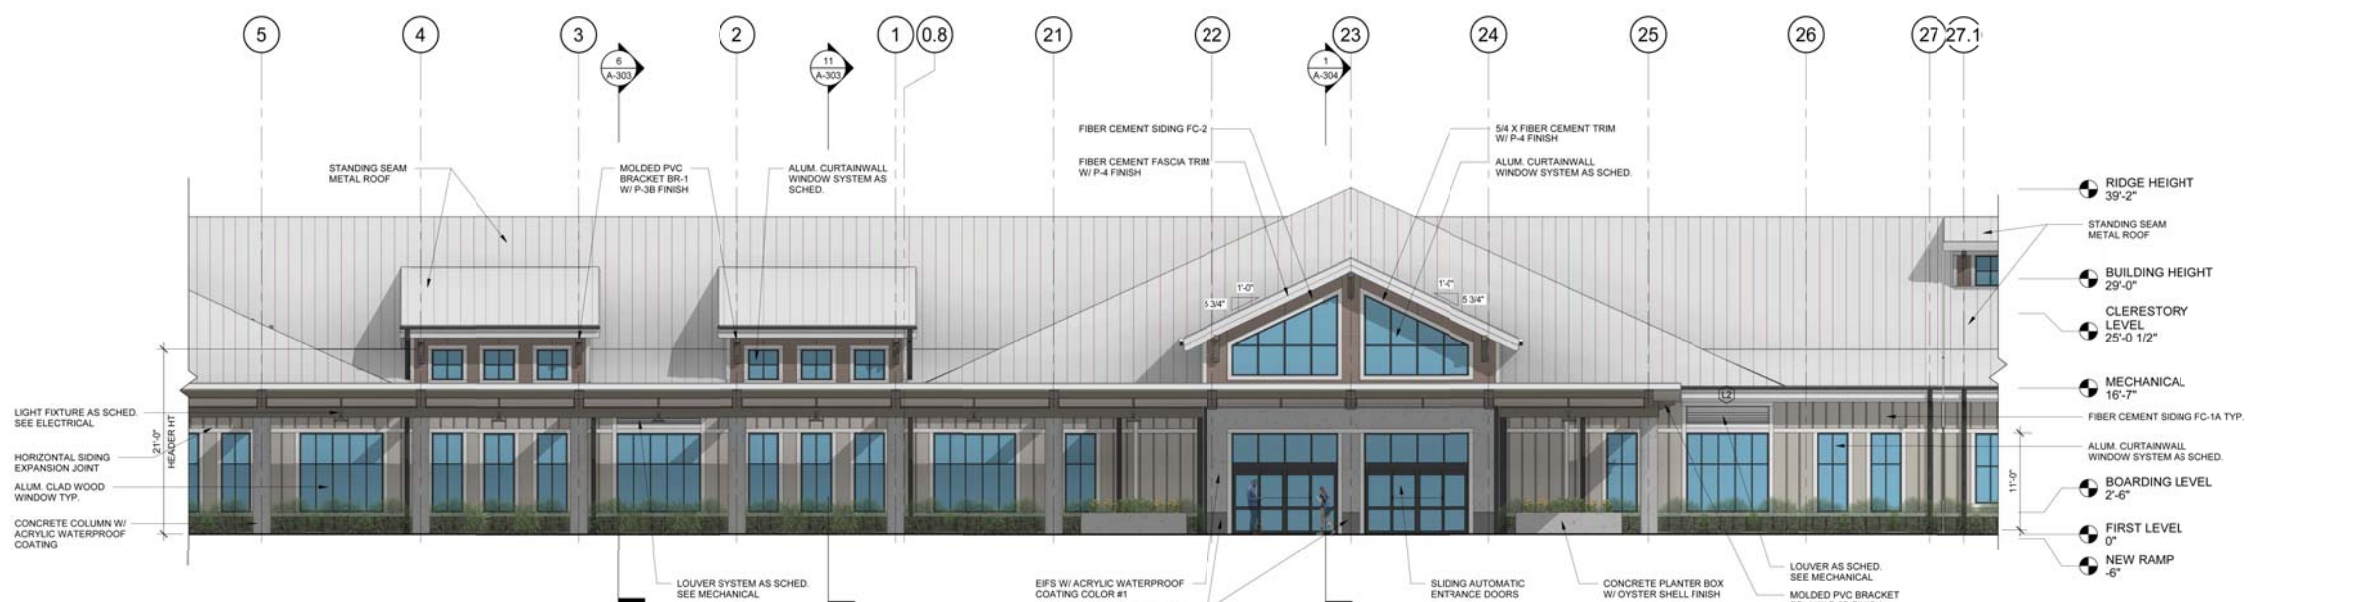 5 4 3 2 1 0.8 21 22 23 24 25 26 27 27.1
6
A-303
11
A-303
1
A-304
STANDING SEAM
METAL ROOF
MOLDED PVC
BRACKET BR-1
W/ P-3B FINISH
ALUM. CURTAINWALL
WINDOW SYSTEM AS
SCHED.
FIBER CEMENT SIDING FC-2
FIBER CEMENT FASCIA TRIM
W/ P-4 FINISH
5/4 X FIBER CEMENT TRIM
W/ P-4 FINISH
ALUM. CURTAINWALL
WINDOW SYSTEM AS SCHED.
1'-0"
5 3/4"
1'-0"
5 3/4"
RIDGE HEIGHT
39'-2"
STANDING SEAM
METAL ROOF
BUILDING HEIGHT
29'-0"
CLERESTORY
LEVEL
25'-0 1/2"
MECHANICAL
16'-7"
FIBER CEMENT SIDING FC-1A TYP.
ALUM. CURTAINWALL
WINDOW SYSTEM AS SCHED.
BOARDING LEVEL
2'-6"
FIRST LEVEL
0"
NEW RAMP
-6"
11'-0"
L2
LIGHT FIXTURE AS SCHED.
SEE ELECTRICAL
21'-0"
HEADER HT
HORIZONTAL SIDING
EXPANSION JOINT
ALUM. CLAD WOOD
WINDOW TYP.
CONCRETE COLUMN W/
ACRYLIC WATERPROOF
COATING
LOUVER SYSTEM AS SCHED.
SEE MECHANICAL
EIFS W/ ACRYLIC WATERPROOF
COATING COLOR #1
SLIDING AUTOMATIC
ENTRANCE DOORS
CONCRETE PLANTER BOX
W/ OYSTER SHELL FINISH
LOUVER AS SCHED.
SEE MECHANICAL
MOLDED PVC BRACKET